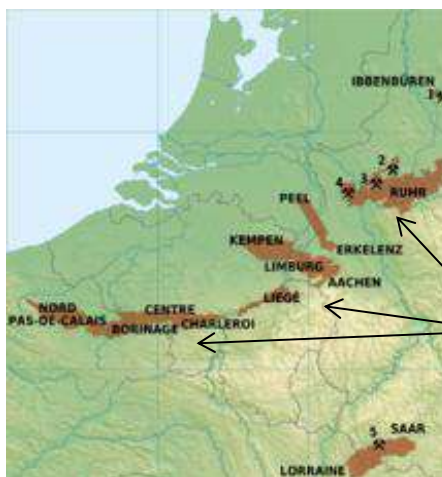 IBBENBÜREN
1
2
3
4
RUHR
PEEL
KEMPEN
ERKELENZ
LIMBURG
AACHEN
LIEGE
NORD
CENTRE
PAS-DE-CALAIS
BORINAGE
CHARLEROI
5
SAAR
LORRAINE